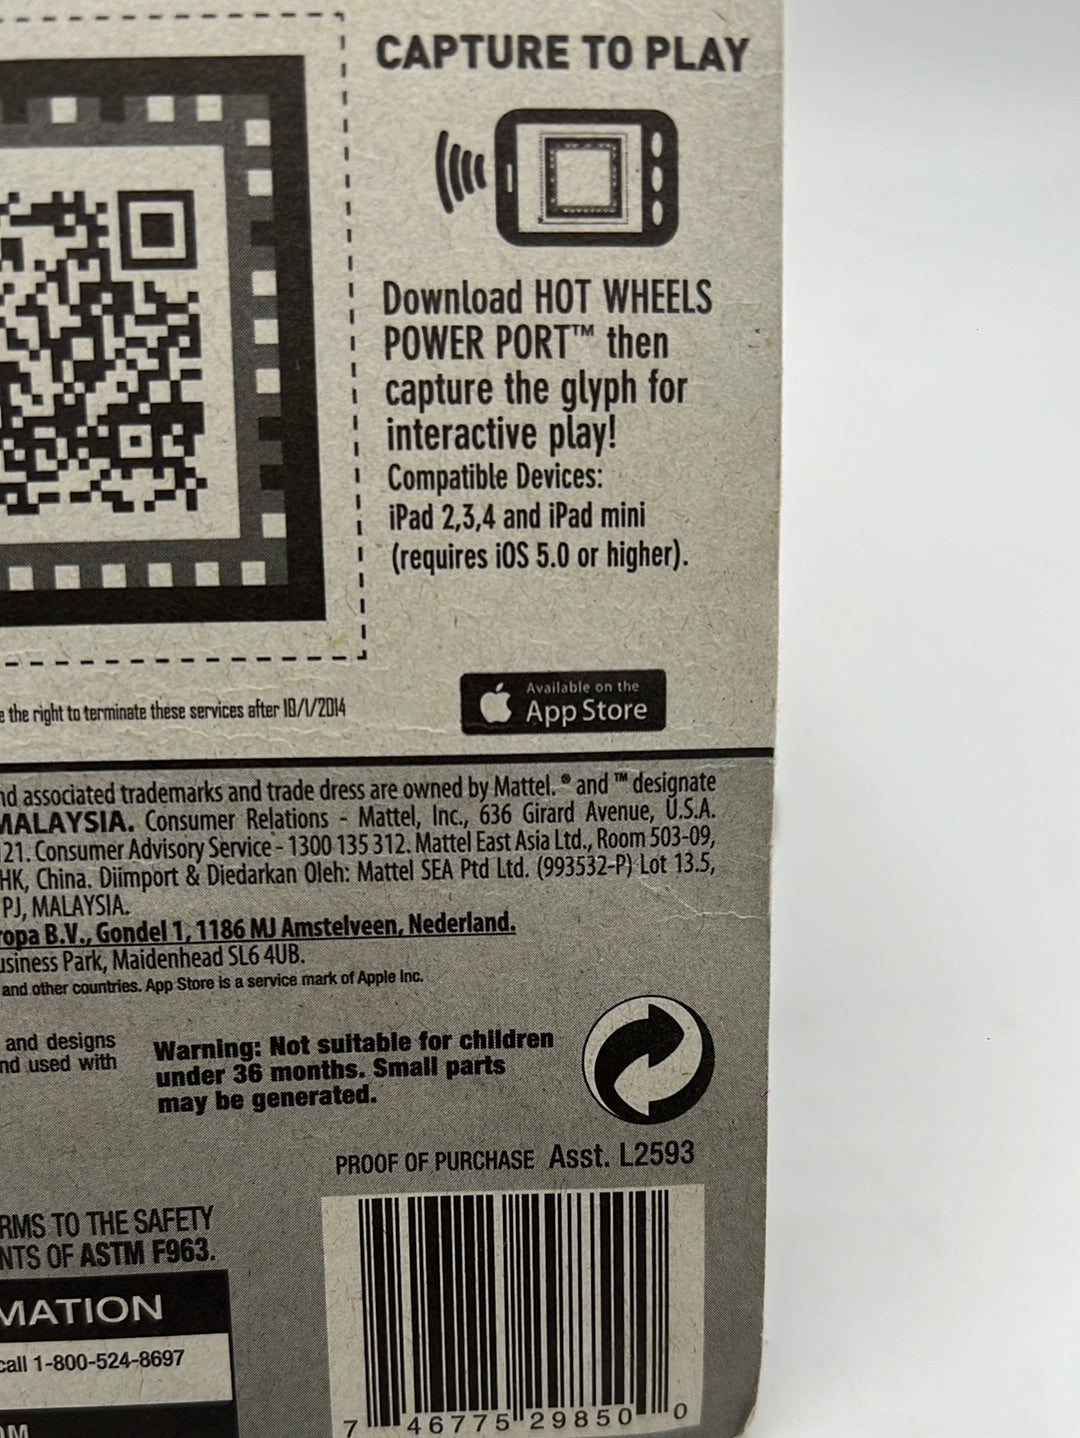 CAPTURE TO PLAY
Download HOT WHEELS
POWER PORT™ then
capture the glyph for
interactive play!
Compatible Devices:
iPad 2,3,4 and iPad mini
(requires iOS 5.0 or higher).
the right to terminate these services after 10/1/2014
Available on the
App Store
associated trademarks and trade dress are owned by Mattel. ® and ™ designate
MALAYSIA. Consumer Relations - Mattel, Inc., 636 Girard Avenue, U.S.A.
21. Consumer Advisory Service - 1300 135 312. Mattel East Asia Ltd., Room 503-09,
HK, China. Diimport & Diedarkan Oleh: Mattel SEA Ptd Ltd. (993532-P) Lot 13.5,
PJ, MALAYSIA.
ropa B.V., Gondel 1, 1186 MJ Amstelveen, Nederland.
usiness Park, Maidenhead SL6 4UB.
and other countries. App Store is a service mark of Apple Inc.
and designs
nd used with
Warning: Not suitable for children
under 36 months. Small parts
may be generated.
PROOF OF PURCHASE Asst. L2593
RMS TO THE SAFETY
NTS OF ASTM F963.
MATION
call 1-800-524-8697
OM
7 46775 29850 0